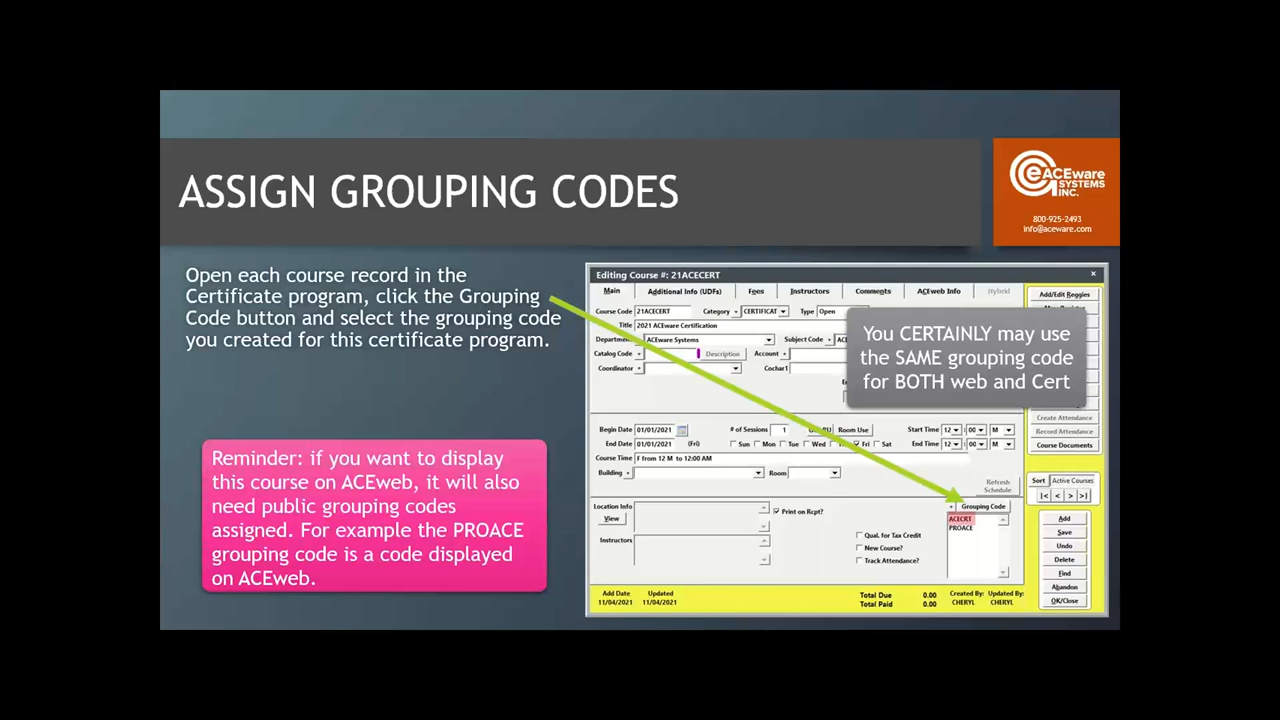 ASSIGN GROUPING CODES
eACEware
SYSTEMS
INC.
800-925-2493
info@aceware.com
Open each course record in the
Certificate program, click the Grouping
Code button and select the grouping code
you created for this certificate program.
Reminder: if you want to display
this course on ACEweb, it will also
need public grouping codes
assigned. For example the PROACE
grouping code is a code displayed
on ACEweb.
Editing Course #: 21ACECERT
Main Additional Info (UDFs) Fees Instructors Comments ACEweb Info Hybrid
Course Code 21ACECERT Category CERTIFICAT Type Open
Title 2021 ACEware Certification
Department ACEware Systems Subject Code
Catalog Code Description Account
Coordinator Cochar1
You CERTAINLY may use
the SAME grouping code
for BOTH web and Cert
Begin Date 01/01/2021 # of Sessions 1 Room Use Start Time 12 : 00 M
End Date 01/01/2021 (Fri) Sun Mon Tue Wed Fri Sat End Time 12 : 00 M
Course Time F from 12 M to 12:00 AM
Building Room
Refresh
Schedule
Location Info
View
Print on Rcpt?
Instructors
Qual. for Tax Credit
New Course?
Track Attendance?
Grouping Code
ACECRT
PROACE
Add/Edit Reggies
Create Attendance
Record Attendance
Course Documents
Sort Active Courses
|< < > >|
Add
Save
Undo
Delete
Find
Abandon
OK/Close
Add Date Updated
11/04/2021 11/04/2021
Total Due 0.00
Total Paid 0.00
Created By: Updated By:
CHERYL CHERYL